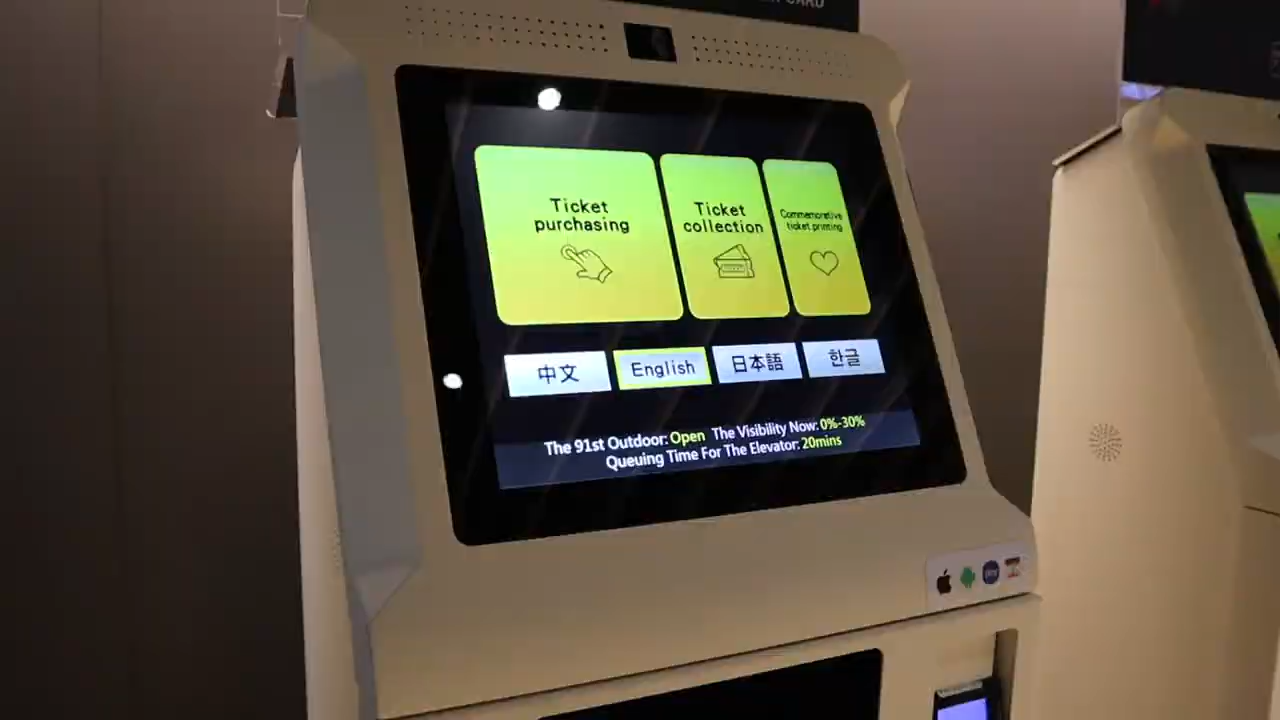 CARD
Ticket
purchasing
Ticket
collection
Commemorative
ticket printing
中文
English
日本語
한글
The 91st Outdoor: Open The Visibility Now: 0%-30%
Queuing Time For The Elevator: 20mins